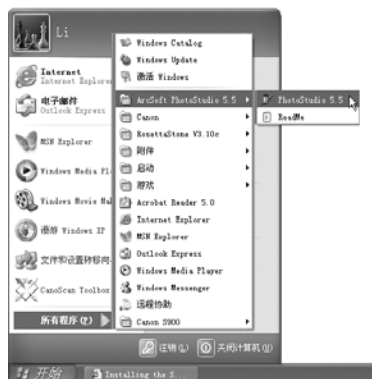 Li
Internet
Internet Explorer
电子邮件
Outlook Express
MSN Explorer
Windows Media Pl
Windows Movie Ma
漫游 Windows XP
文件和设置转移向
CanoScan Toolbox
所有程序(P)
Windows Catalog
Windows Update
激活 Windows
ArcSoft PhotoStudio 5.5
Canon
RosettaStone V3.10c
附件
启动
游戏
Acrobat Reader 5.0
Internet Explorer
MSN Explorer
Outlook Express
Windows Media Player
Windows Messenger
远程协助
Canon S900
PhotoStudio 5.5
ReadMe
注销(L)
关闭计算机(U)
开始
Installing the S...